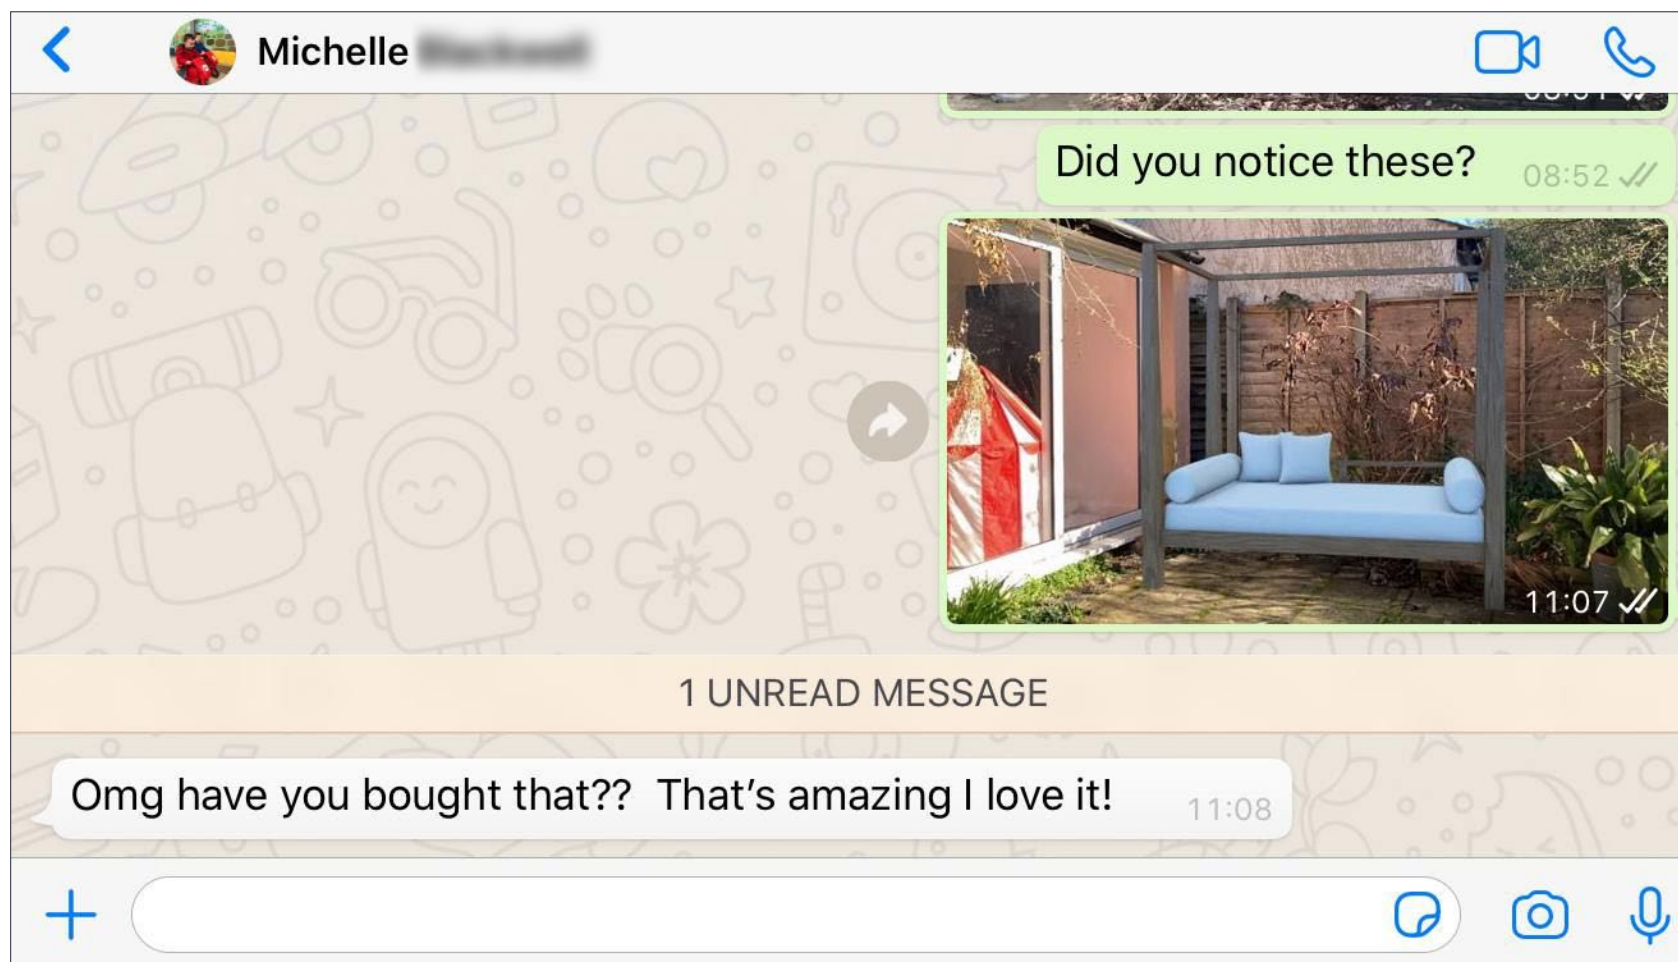 Michelle
Did you notice these? 08:52
11:07
1 UNREAD MESSAGE
Omg have you bought that?? That's amazing I love it! 11:08